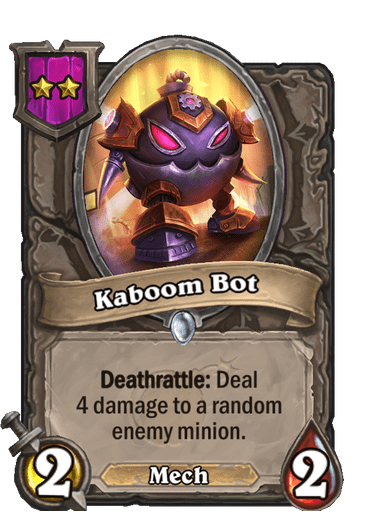 Kaboom Bot
Deathrattle: Deal
4 damage to a random
enemy minion.
2
Mech
2